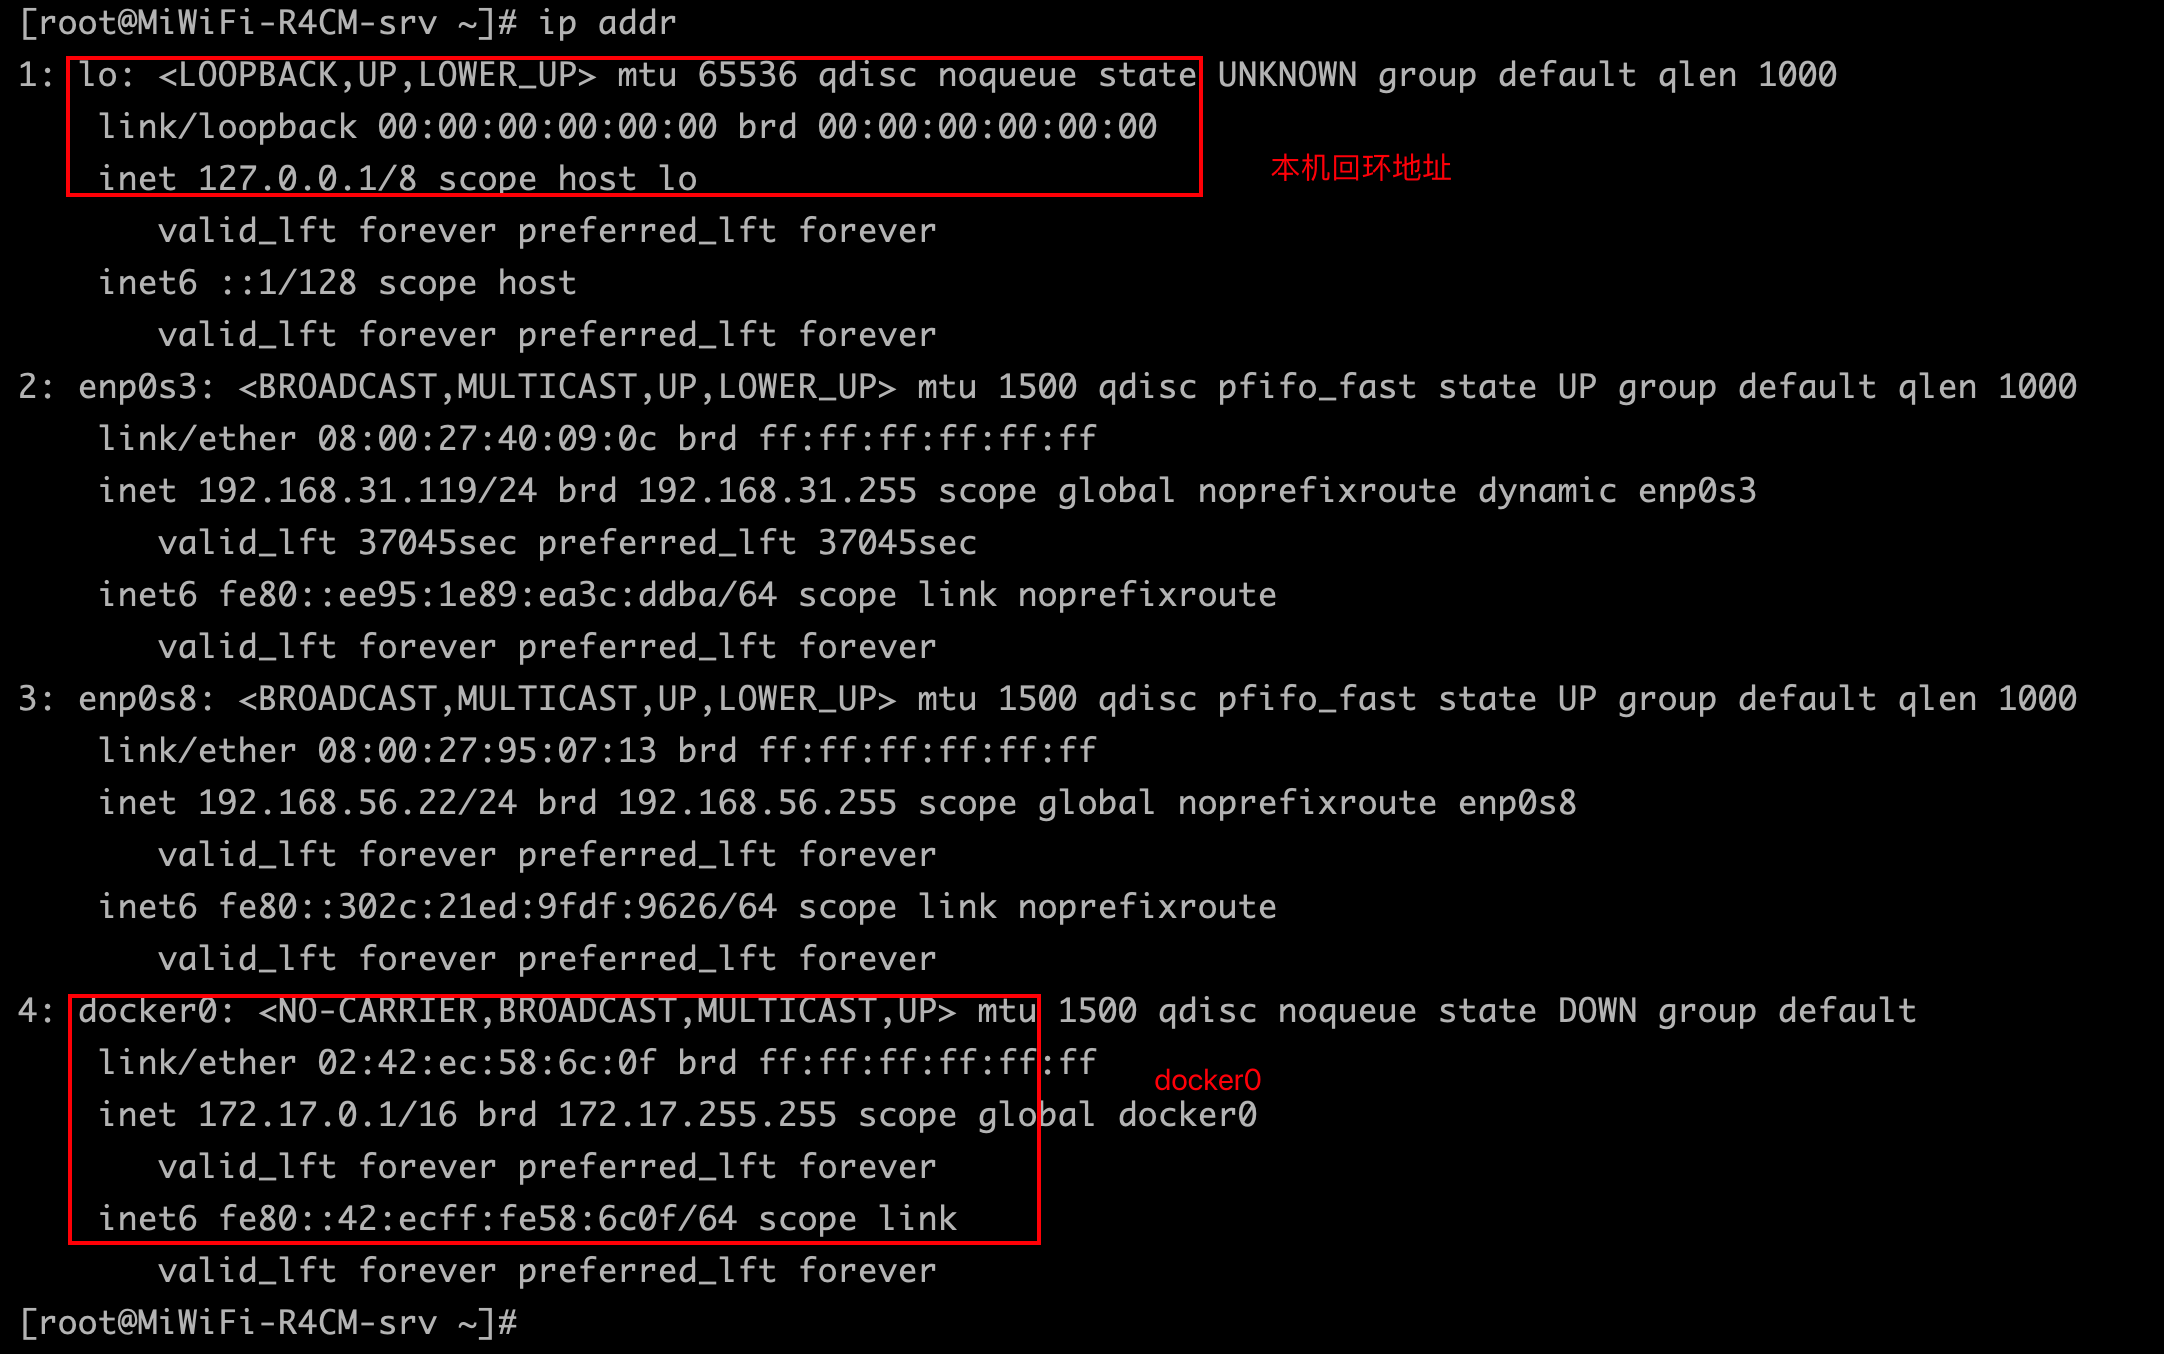 [root@MiWiFi-R4CM-srv ~]# ip addr
1: lo: <LOOPBACK,UP,LOWER_UP> mtu 65536 qdisc noqueue state UNKNOWN group default qlen 1000
link/loopback 00:00:00:00:00:00 brd 00:00:00:00:00:00
本机回环地址
inet 127.0.0.1/8 scope host lo
valid_lft forever preferred_lft forever
inet6 ::1/128 scope host
valid_lft forever preferred_lft forever
2: enp0s3: <BROADCAST,MULTICAST,UP,LOWER_UP> mtu 1500 qdisc pfifo_fast state UP group default qlen 1000
link/ether 08:00:27:40:09:0c brd ff:ff:ff:ff:ff:ff
inet 192.168.31.119/24 brd 192.168.31.255 scope global noprefixroute dynamic enp0s3
valid_lft 37045sec preferred_lft 37045sec
inet6 fe80::ee95:1e89:ea3c:ddba/64 scope link noprefixroute
valid_lft forever preferred_lft forever
3: enp0s8: <BROADCAST,MULTICAST,UP,LOWER_UP> mtu 1500 qdisc pfifo_fast state UP group default qlen 1000
link/ether 08:00:27:95:07:13 brd ff:ff:ff:ff:ff:ff
inet 192.168.56.22/24 brd 192.168.56.255 scope global noprefixroute enp0s8
valid_lft forever preferred_lft forever
inet6 fe80::302c:21ed:9fdf:9626/64 scope link noprefixroute
valid_lft forever preferred_lft forever
4: docker0: <NO-CARRIER,BROADCAST,MULTICAST,UP> mtu 1500 qdisc noqueue state DOWN group default
link/ether 02:42:ec:58:6c:0f brd ff:ff:ff:ff:ff:ff
docker0
inet 172.17.0.1/16 brd 172.17.255.255 scope global docker0
valid_lft forever preferred_lft forever
inet6 fe80::42:ecff:fe58:6c0f/64 scope link
valid_lft forever preferred_lft forever
[root@MiWiFi-R4CM-srv ~]#